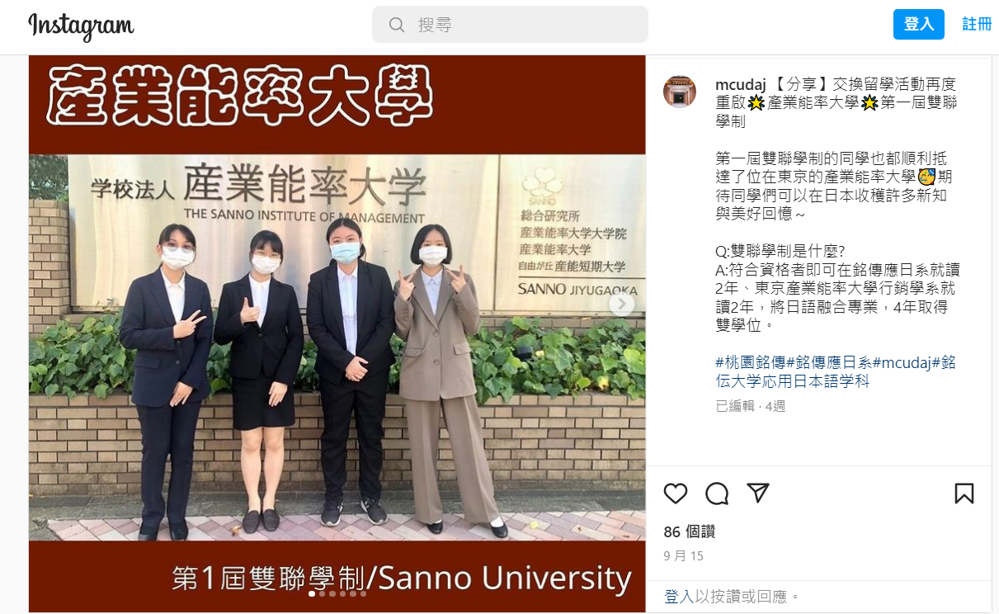 Instagram
搜尋
登入
註冊
產業能率大學
学校法人 産業能率大学
THE SANNO INSTITUTE OF MANAGEMENT
SANNO
総合研究所
産業能率大学大学院
産業能率大学
自由が丘 産能短期大学
SANNO JIYUGAOKA
第1屆雙聯學制/Sanno University
mcudaj 【分享】交換留學活動再度
重啟🌟產業能率大學🌟第一屆雙聯
學制
第一屆雙聯學制的同學也都順利抵
達了位在東京的產業能率大學🥳期
待同學們可以在日本收穫許多新知
與美好回憶～
Q:雙聯學制是什麼?
A:符合資格者即可在銘傳應日系就讀
2年、東京產業能率大學行銷學系就
讀2年，將日語融合專業，4年取得
雙學位。
#桃園銘傳#銘傳應日系#mcudaj#銘
伝大学応用日本語学科
已編輯 · 4週
86 個讚
9 月 15
登入以按讚或回應。